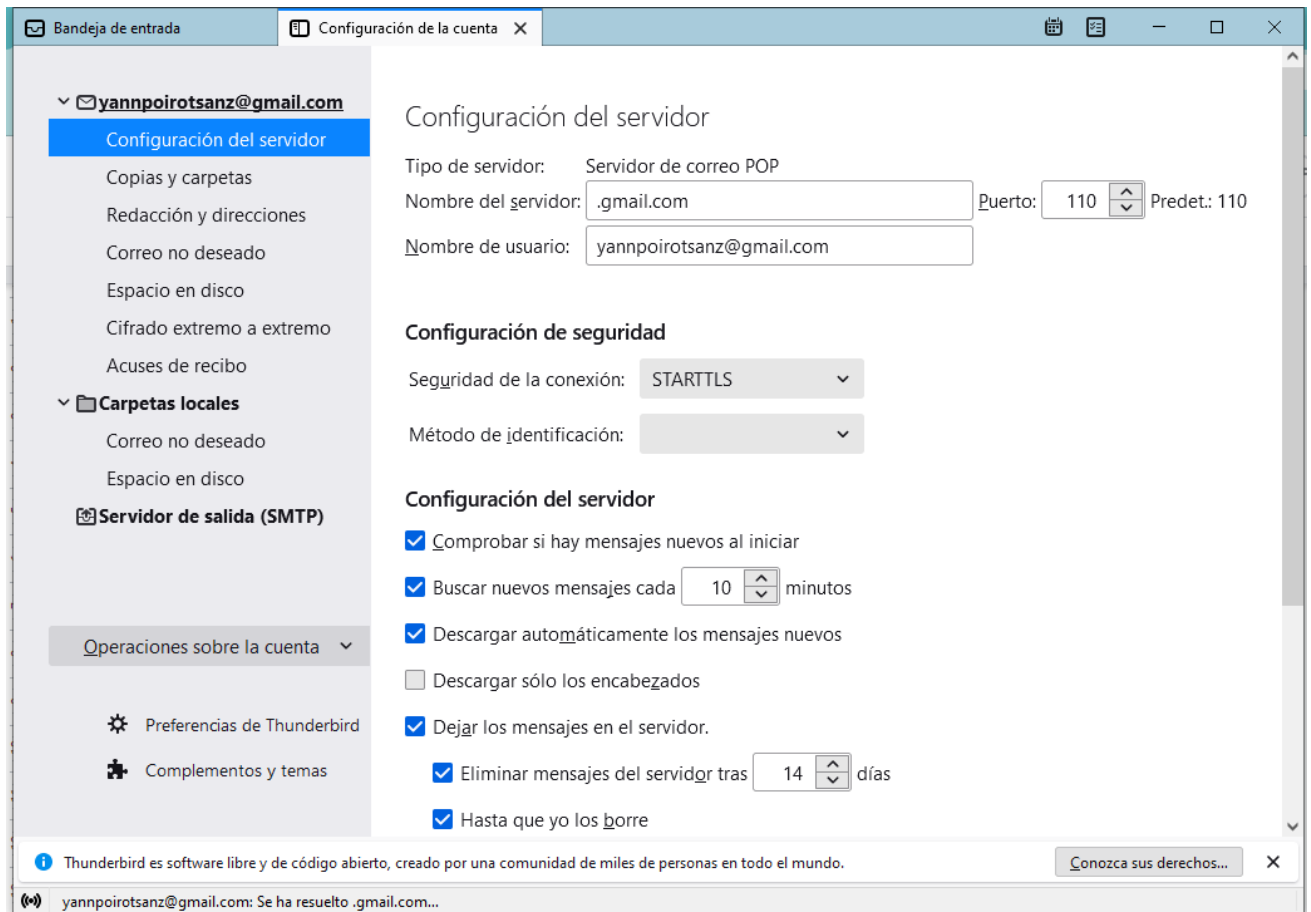 Bandeja de entrada
Configuración de la cuenta
yannpoirotsanz@gmail.com
Configuración del servidor
Copias y carpetas
Redacción y direcciones
Correo no deseado
Espacio en disco
Cifrado extremo a extremo
Acuses de recibo
Carpetas locales
Correo no deseado
Espacio en disco
Servidor de salida (SMTP)
Operaciones sobre la cuenta
Preferencias de Thunderbird
Complementos y temas
Configuración del servidor
Tipo de servidor: Servidor de correo POP
Nombre del servidor: .gmail.com Puerto: 110 Predet.: 110
Nombre de usuario: yannpoirotsanz@gmail.com
Configuración de seguridad
Seguridad de la conexión: STARTTLS
Método de identificación:
Configuración del servidor
Comprobar si hay mensajes nuevos al iniciar
Buscar nuevos mensajes cada 10 minutos
Descargar automáticamente los mensajes nuevos
Descargar sólo los encabezados
Dejar los mensajes en el servidor.
Eliminar mensajes del servidor tras 14 días
Hasta que yo los borre
Thunderbird es software libre y de código abierto, creado por una comunidad de miles de personas en todo el mundo. Conozca sus derechos...
yannpoirotsanz@gmail.com: Se ha resuelto .gmail.com...